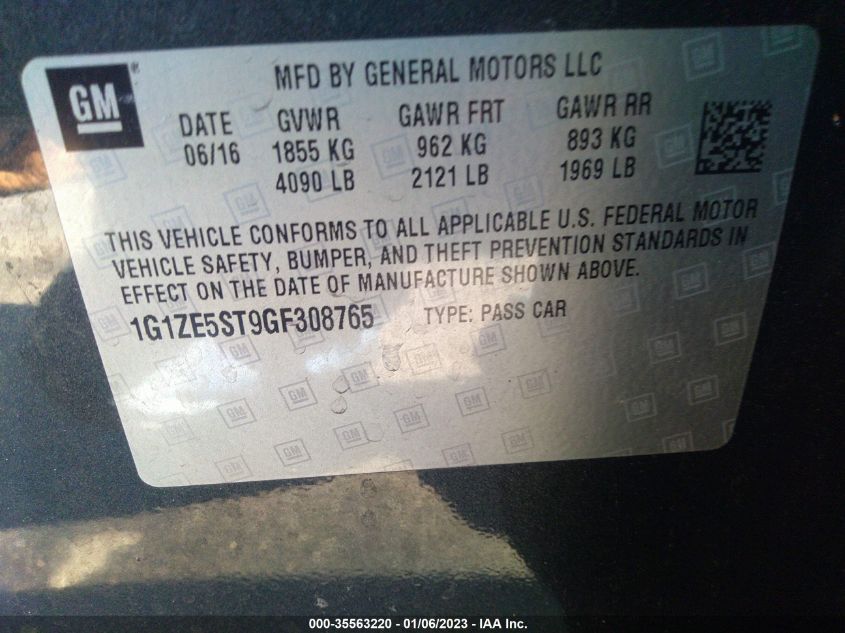 GM ®
MFD BY GENERAL MOTORS LLC
DATE GVWR GAWR FRT GAWR RR
06/16 1855 KG 962 KG 893 KG
4090 LB 2121 LB 1969 LB
THIS VEHICLE CONFORMS TO ALL APPLICABLE U.S. FEDERAL MOTOR
VEHICLE SAFETY, BUMPER, AND THEFT PREVENTION STANDARDS IN
EFFECT ON THE DATE OF MANUFACTURE SHOWN ABOVE.
1G1ZE5ST9GF308765 TYPE: PASS CAR
000-35563220 - 01/06/2023 - IAA Inc.